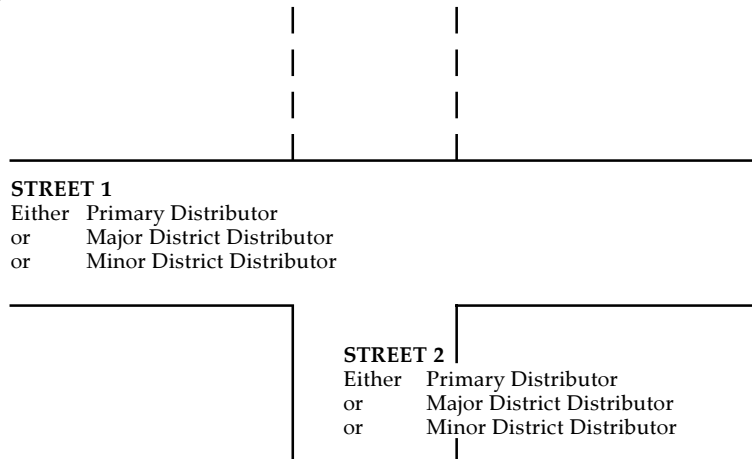 STREET 1
Either Primary Distributor
or Major District Distributor
or Minor District Distributor
STREET 2
Either Primary Distributor
or Major District Distributor
or Minor District Distributor